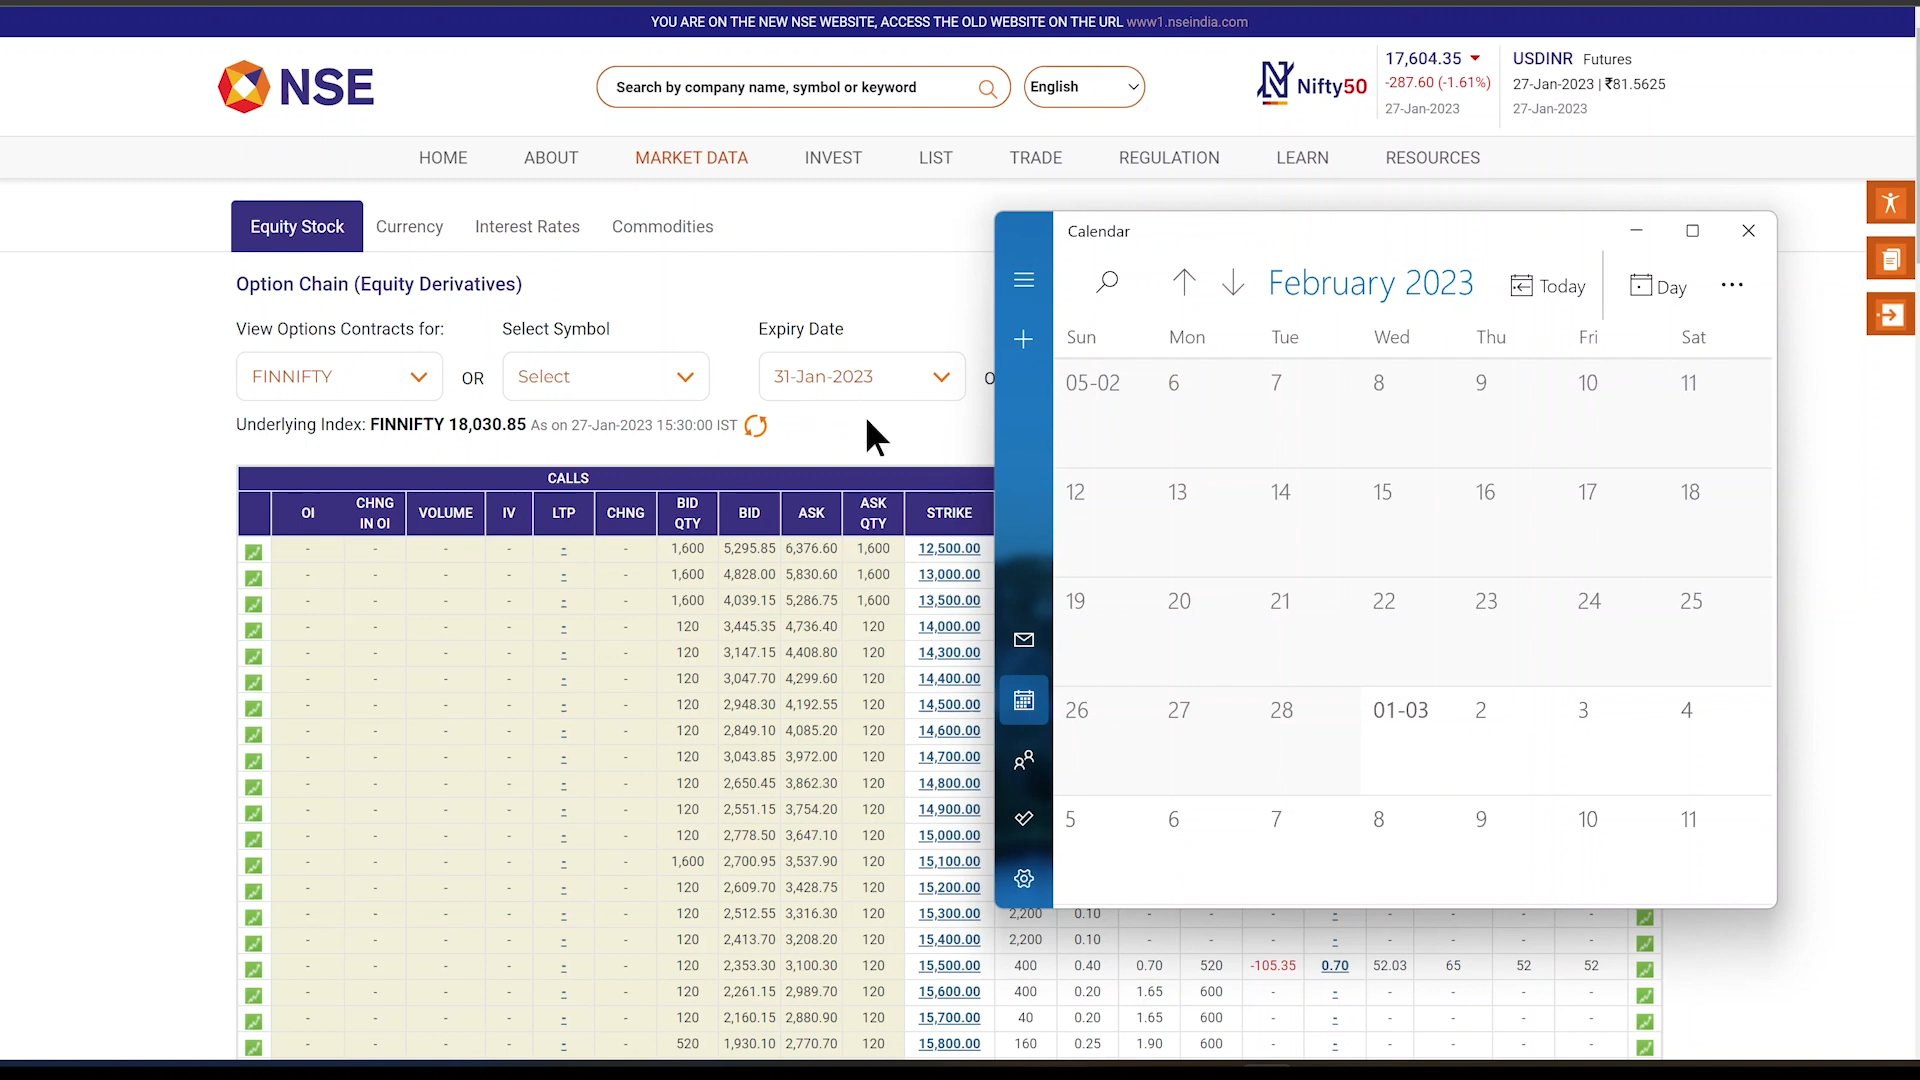 YOU ARE ON THE NEW NSE WEBSITE, ACCESS THE OLD WEBSITE ON THE URL www1.nseindia.com
NSE
Search by company name, symbol or keyword
English
Nifty50
17,604.35
-287.60 (-1.61%)
27-Jan-2023
USDINR Futures
27-Jan-2023 | ₹81.5625
27-Jan-2023
HOME ABOUT MARKET DATA INVEST LIST TRADE REGULATION LEARN RESOURCES
Equity Stock Currency Interest Rates Commodities
Option Chain (Equity Derivatives)
View Options Contracts for: Select Symbol Expiry Date
FINNIFTY OR Select 31-Jan-2023 O
Underlying Index: FINNIFTY 18,030.85 As on 27-Jan-2023 15:30:00 IST
CALLS
OI CHNG IN OI VOLUME IV LTP CHNG BID QTY BID ASK ASK QTY STRIKE
- - - - - - 1,600 5,295.85 6,376.60 1,600 12,500.00
- - - - - - 1,600 4,828.00 5,830.60 1,600 13,000.00
- - - - - - 1,600 4,039.15 5,286.75 1,600 13,500.00
- - - - - - 120 3,445.35 4,736.40 120 14,000.00
- - - - - - 120 3,147.15 4,408.80 120 14,300.00
- - - - - - 120 3,047.70 4,299.60 120 14,400.00
- - - - - - 120 2,948.30 4,192.55 120 14,500.00
- - - - - - 120 2,849.10 4,085.20 120 14,600.00
- - - - - - 120 3,043.85 3,972.00 120 14,700.00
- - - - - - 120 2,650.45 3,862.30 120 14,800.00
- - - - - - 120 2,551.15 3,754.20 120 14,900.00
- - - - - - 120 2,778.50 3,647.10 120 15,000.00
- - - - - - 1,600 2,700.95 3,537.90 120 15,100.00
- - - - - - 120 2,609.70 3,428.75 120 15,200.00
- - - - - - 120 2,512.55 3,316.30 120 15,300.00 2,200 0.10 - - - - - - - -
- - - - - - 120 2,413.70 3,208.20 120 15,400.00 2,200 0.10 - - - - - - - -
- - - - - - 120 2,353.30 3,100.30 120 15,500.00 400 0.40 0.70 520 -105.35 0.70 52.03 65 52 52
- - - - - - 120 2,261.15 2,989.70 120 15,600.00 400 0.20 1.65 600 - - - - - -
- - - - - - 120 2,160.15 2,880.90 120 15,700.00 40 0.20 1.65 600 - - - - - -
- - - - - - 520 1,930.10 2,770.70 120 15,800.00 160 0.25 1.90 600 - - - - - -
Calendar
February 2023 Today Day
Sun Mon Tue Wed Thu Fri Sat
05-02 6 7 8 9 10 11
12 13 14 15 16 17 18
19 20 21 22 23 24 25
26 27 28 01-03 2 3 4
5 6 7 8 9 10 11